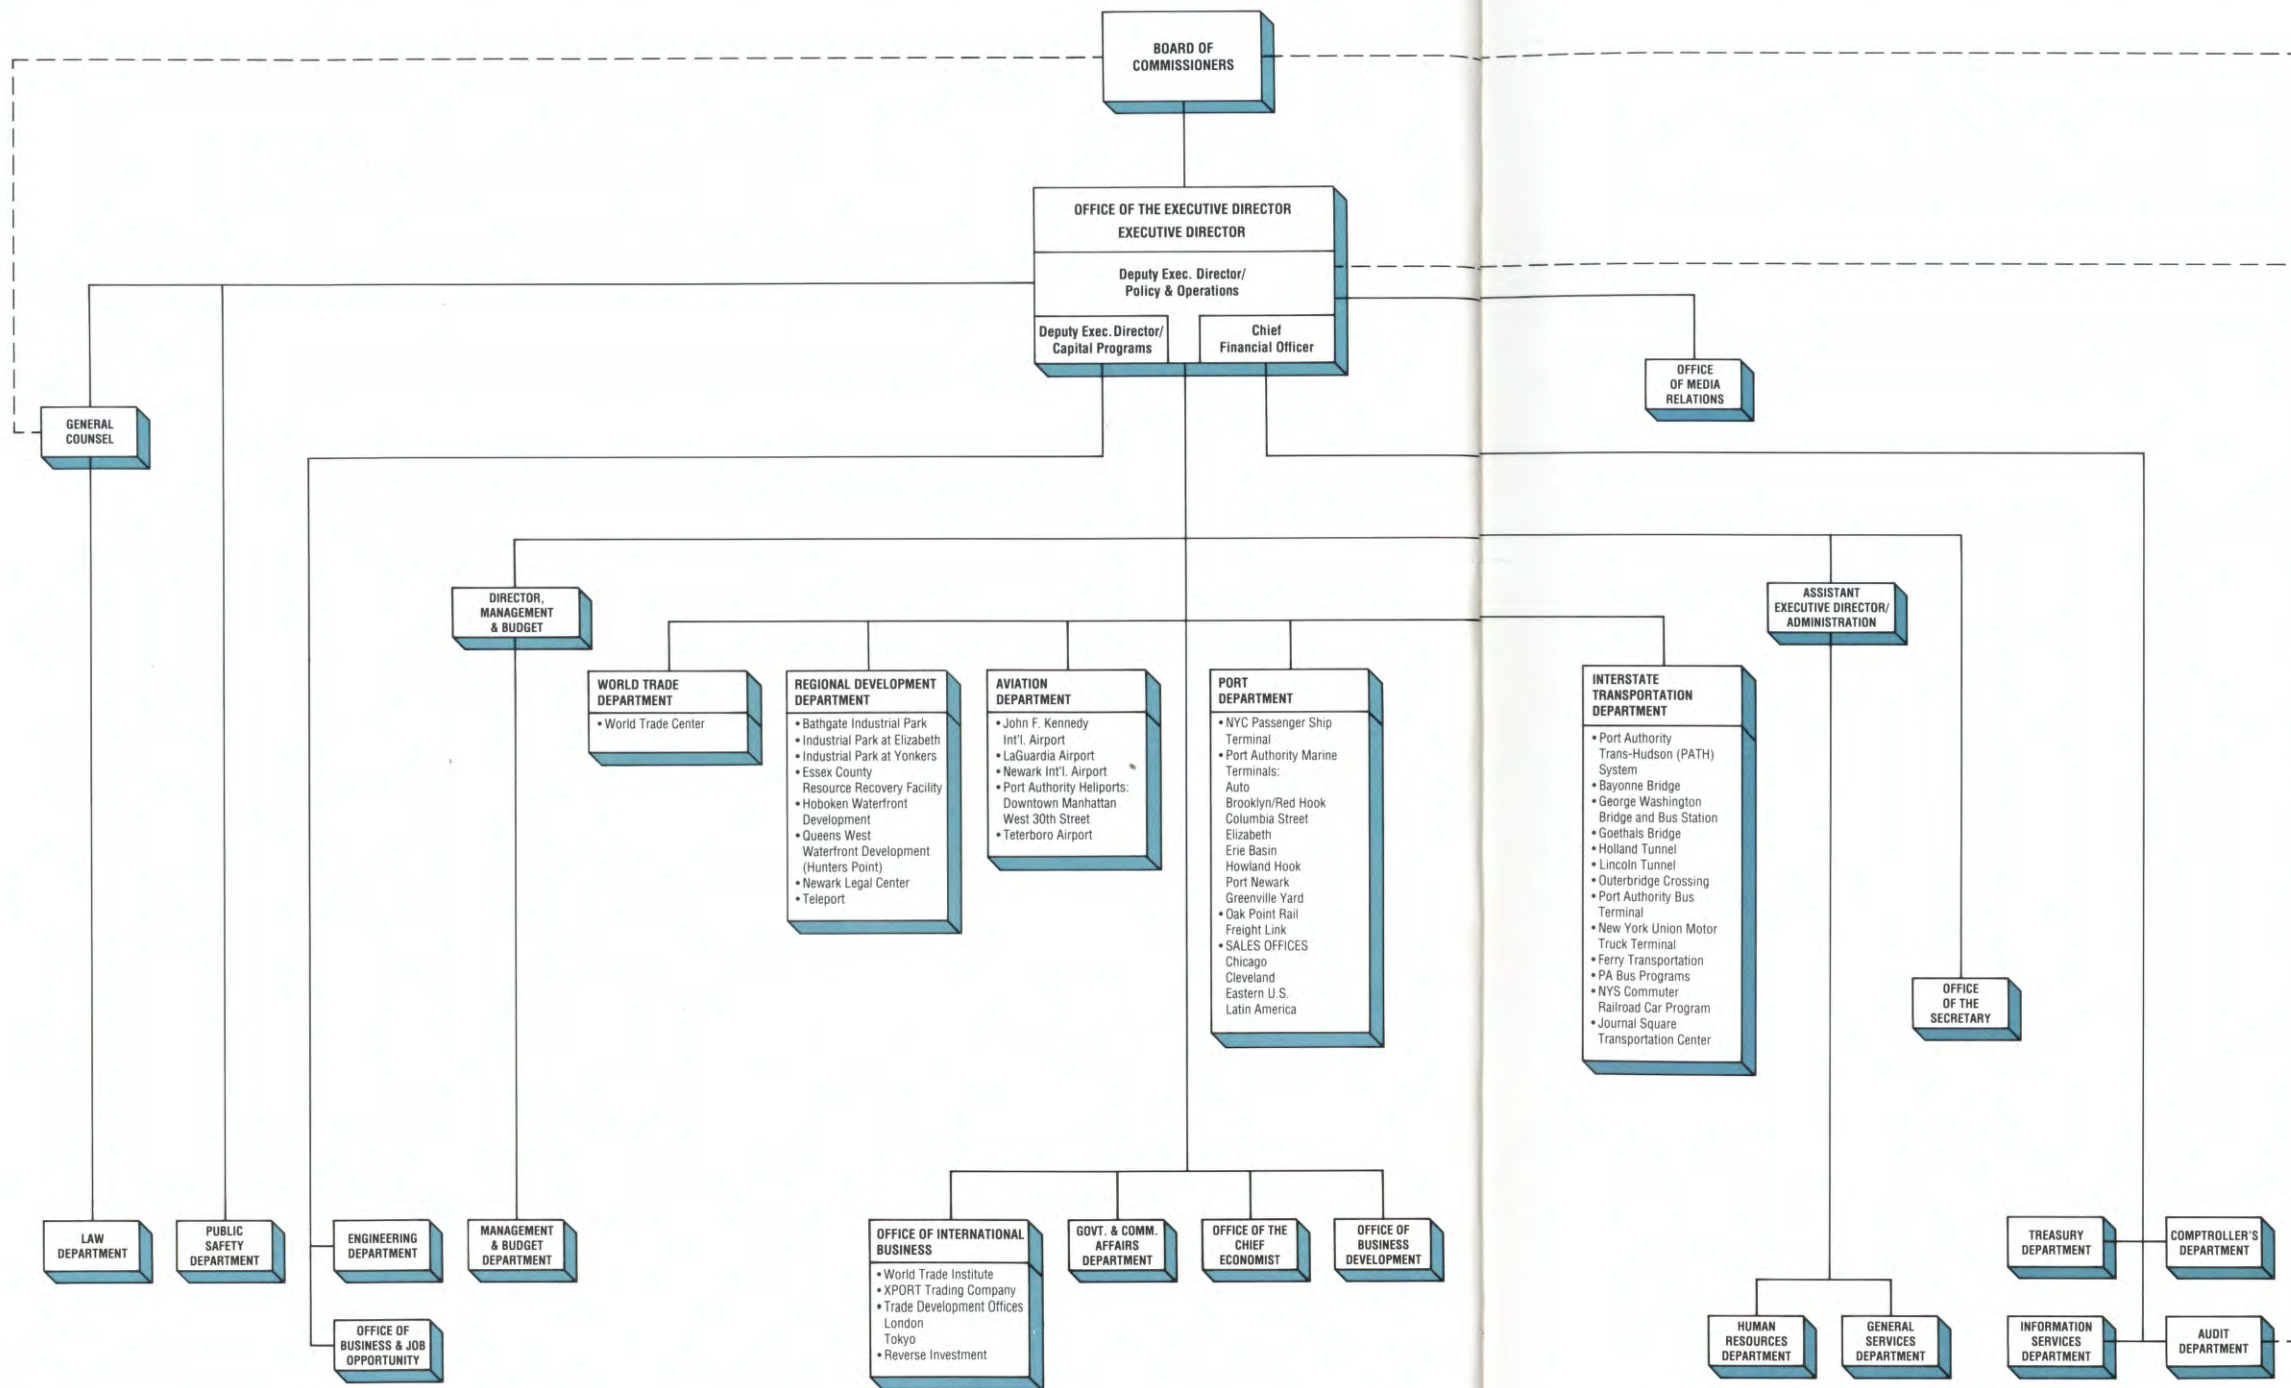 BOARD OF
COMMISSIONERS
OFFICE OF THE EXECUTIVE DIRECTOR
EXECUTIVE DIRECTOR
Deputy Exec. Director/
Policy & Operations
Deputy Exec. Director/
Capital Programs
Chief
Financial Officer
OFFICE
OF MEDIA
RELATIONS
GENERAL
COUNSEL
DIRECTOR,
MANAGEMENT
& BUDGET
ASSISTANT
EXECUTIVE DIRECTOR/
ADMINISTRATION
WORLD TRADE
DEPARTMENT
• World Trade Center
REGIONAL DEVELOPMENT
DEPARTMENT
• Bathgate Industrial Park
• Industrial Park at Elizabeth
• Industrial Park at Yonkers
• Essex County
Resource Recovery Facility
• Hoboken Waterfront
Development
• Queens West
Waterfront Development
(Hunters Point)
• Newark Legal Center
• Teleport
AVIATION
DEPARTMENT
• John F. Kennedy
Int'l. Airport
• LaGuardia Airport
• Newark Int'l. Airport
• Port Authority Heliports:
Downtown Manhattan
West 30th Street
• Teterboro Airport
PORT
DEPARTMENT
• NYC Passenger Ship
Terminal
• Port Authority Marine
Terminals:
Auto
Brooklyn/Red Hook
Columbia Street
Elizabeth
Erie Basin
Howland Hook
Port Newark
Greenville Yard
• Oak Point Rail
Freight Link
• SALES OFFICES
Chicago
Cleveland
Eastern U.S.
Latin America
INTERSTATE
TRANSPORTATION
DEPARTMENT
• Port Authority
Trans-Hudson (PATH)
System
• Bayonne Bridge
• George Washington
Bridge and Bus Station
• Goethals Bridge
• Holland Tunnel
• Lincoln Tunnel
• Outerbridge Crossing
• Port Authority Bus
Terminal
• New York Union Motor
Truck Terminal
• Ferry Transportation
• PA Bus Programs
• NYS Commuter
Railroad Car Program
• Journal Square
Transportation Center
OFFICE
OF THE
SECRETARY
LAW
DEPARTMENT
PUBLIC
SAFETY
DEPARTMENT
ENGINEERING
DEPARTMENT
MANAGEMENT
& BUDGET
DEPARTMENT
OFFICE OF
BUSINESS & JOB
OPPORTUNITY
OFFICE OF INTERNATIONAL
BUSINESS
• World Trade Institute
• XPORT Trading Company
• Trade Development Offices
London
Tokyo
• Reverse Investment
GOVT. & COMM.
AFFAIRS
DEPARTMENT
OFFICE OF THE
CHIEF
ECONOMIST
OFFICE OF
BUSINESS
DEVELOPMENT
HUMAN
RESOURCES
DEPARTMENT
GENERAL
SERVICES
DEPARTMENT
TREASURY
DEPARTMENT
COMPTROLLER'S
DEPARTMENT
INFORMATION
SERVICES
DEPARTMENT
AUDIT
DEPARTMENT